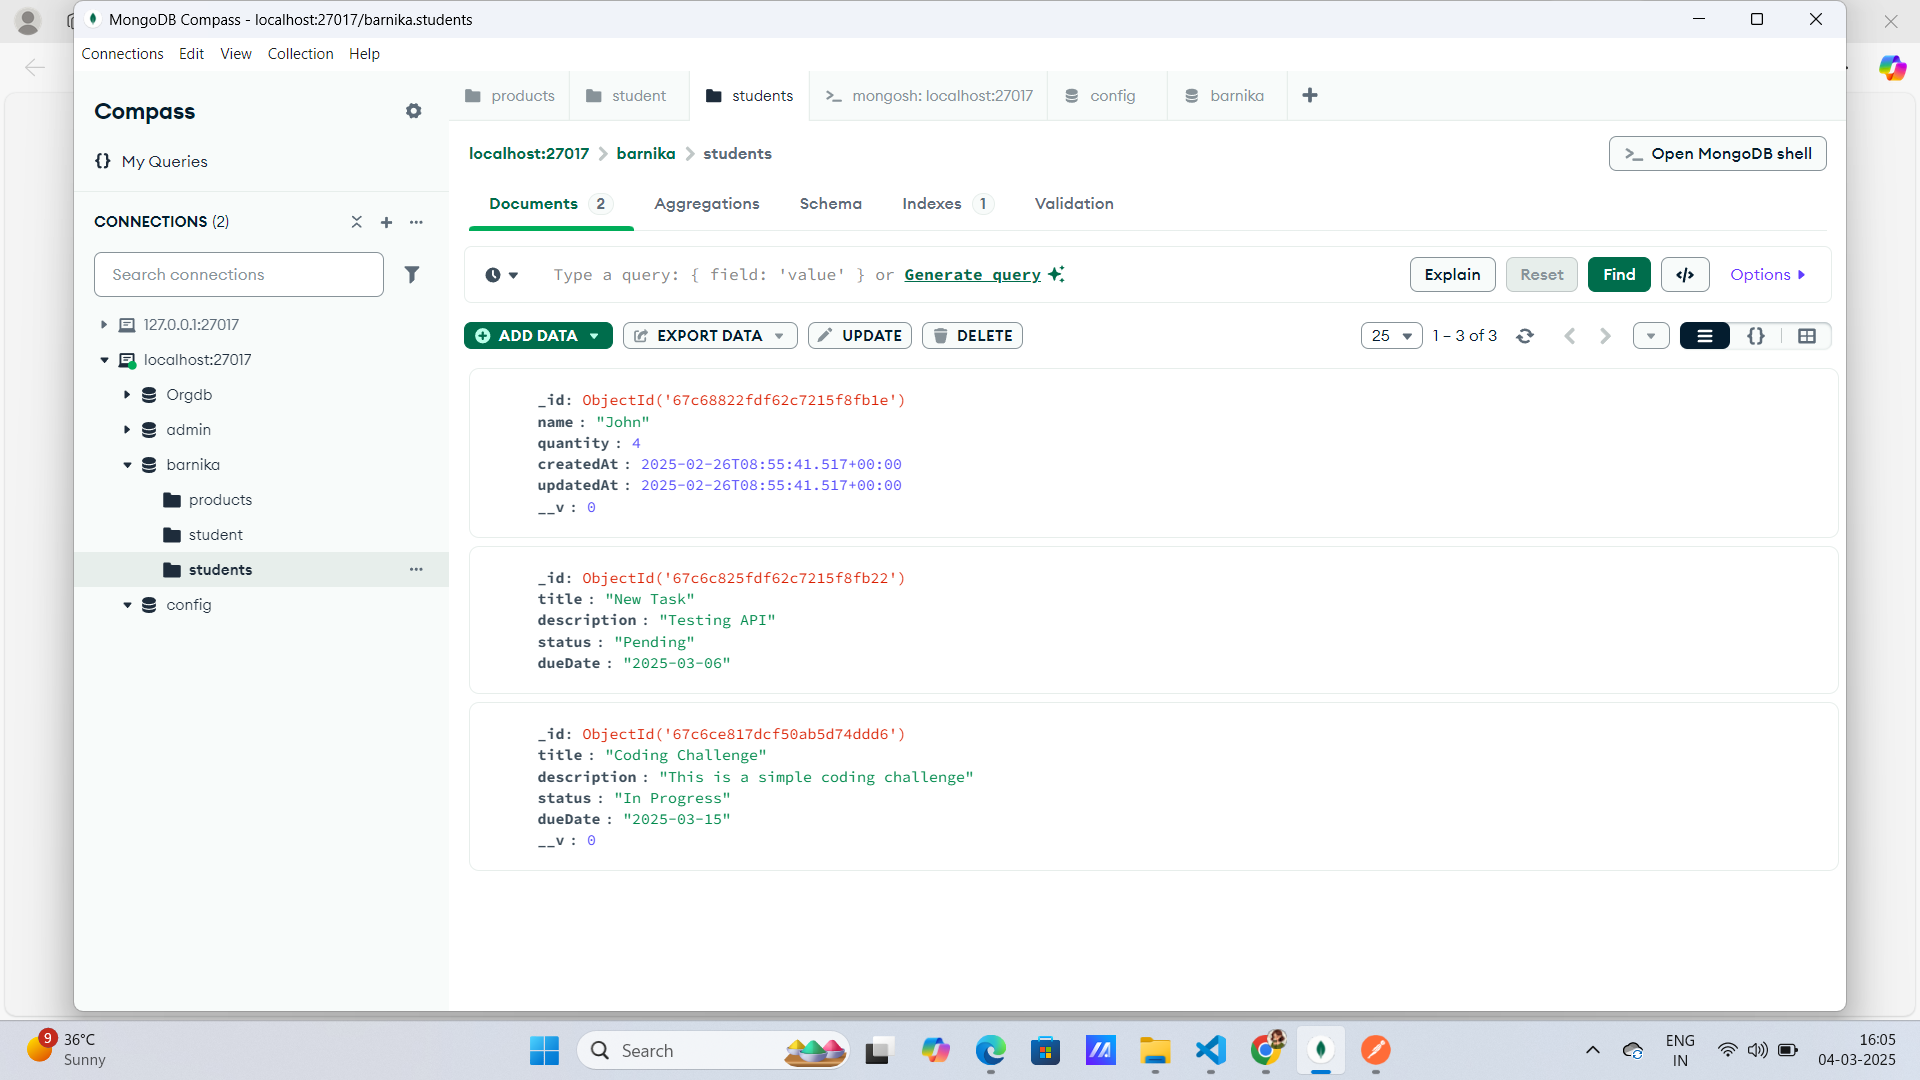 MongoDB Compass - localhost:27017/barnika.students
Connections Edit View Collection Help
Compass
My Queries
CONNECTIONS (2)
Search connections
127.0.0.1:27017
localhost:27017
Orgdb
admin
barnika
products
student
students
config
products student students mongosh: localhost:27017 config barnika
localhost:27017 barnika students
Open MongoDB shell
Documents 2 Aggregations Schema Indexes 1 Validation
Type a query: { field: 'value' } or Generate query
Explain Reset Find </> Options
ADD DATA EXPORT DATA UPDATE DELETE
25 1 – 3 of 3 {}
_id: ObjectId('67c68822fdf62c7215f8fb1e')
name : "John"
quantity : 4
createdAt : 2025-02-26T08:55:41.517+00:00
updatedAt : 2025-02-26T08:55:41.517+00:00
__v : 0
_id: ObjectId('67c6c825fdf62c7215f8fb22')
title : "New Task"
description : "Testing API"
status : "Pending"
dueDate : "2025-03-06"
_id: ObjectId('67c6ce817dcf50ab5d74ddd6')
title : "Coding Challenge"
description : "This is a simple coding challenge"
status : "In Progress"
dueDate : "2025-03-15"
__v : 0
9
36°C
Sunny
Search
ENG
IN
16:05
04-03-2025